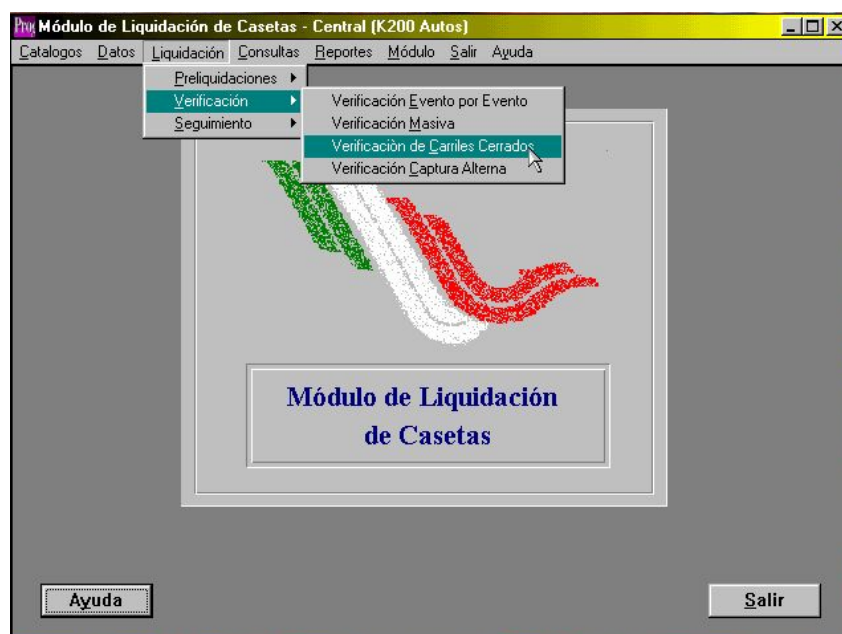 Módulo de Liquidación de Casetas - Central (K200 Autos)
Catalogos Datos Liquidación Consultas Reportes Módulo Salir Ayuda
Preliquidaciones
Verificación
Seguimiento
Verificación Evento por Evento
Verificación Masiva
Verificaciòn de Carriles Cerrados
Verificación Captura Alterna
Módulo de Liquidación
de Casetas
Ayuda
Salir